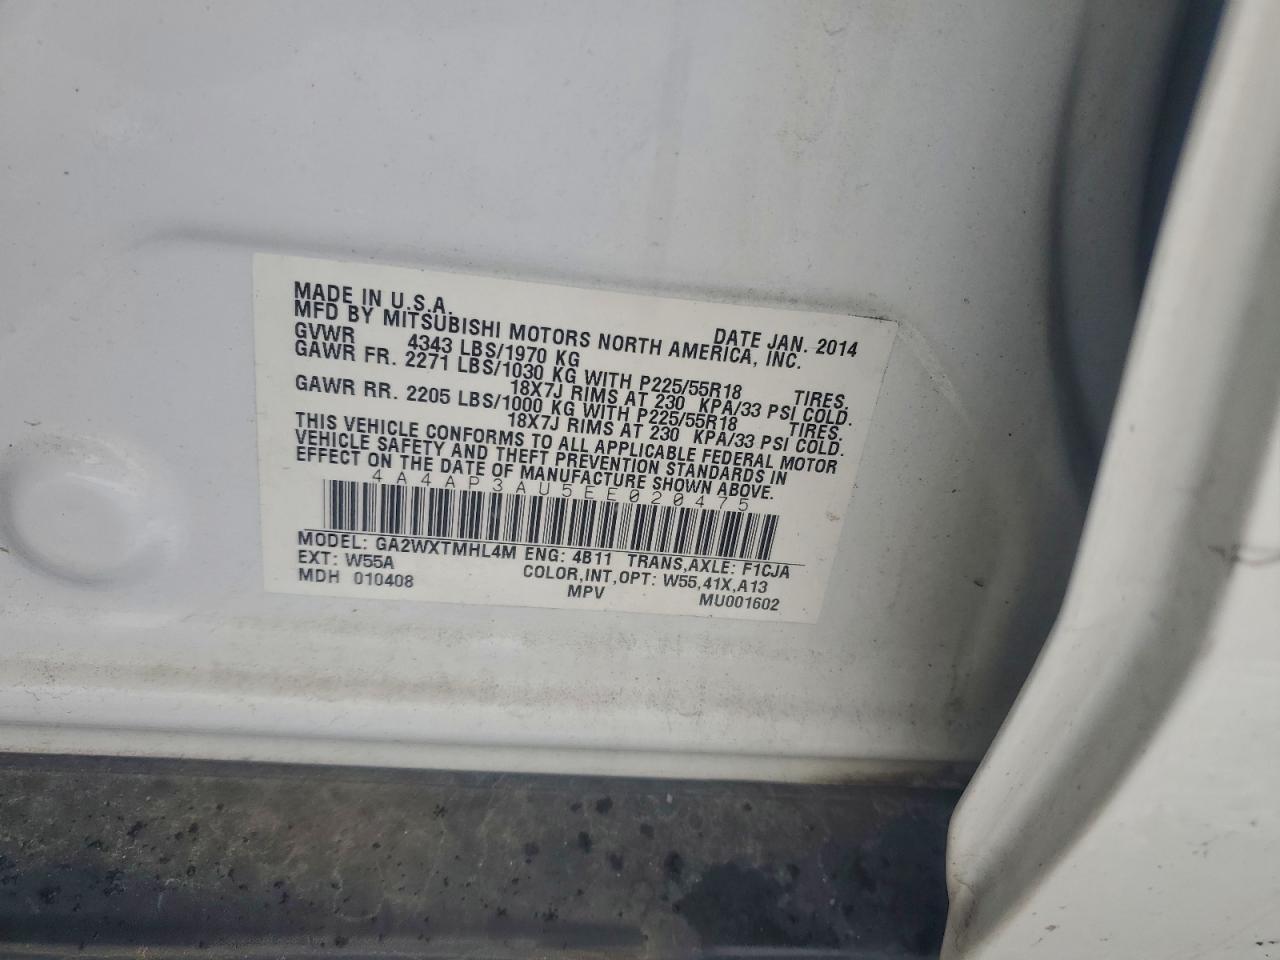 MADE IN U.S.A. DATE JAN. 2014
MFD BY MITSUBISHI MOTORS NORTH AMERICA, INC.
GVWR 4343 LBS/1970 KG
GAWR FR. 2271 LBS/1030 KG WITH P225/55R18 TIRES.
18X7J RIMS AT 230 KPA/33 PSI COLD.
GAWR RR. 2205 LBS/1000 KG WITH P225/55R18 TIRES.
18X7J RIMS AT 230 KPA/33 PSI COLD.
THIS VEHICLE CONFORMS TO ALL APPLICABLE FEDERAL MOTOR
VEHICLE SAFETY AND THEFT PREVENTION STANDARDS IN
EFFECT ON THE DATE OF MANUFACTURE SHOWN ABOVE.
4A4AP3AU5EE020475
MODEL: GA2WXTMHL4M ENG: 4B11 TRANS,AXLE: F1CJA
EXT: W55A COLOR,INT,OPT: W55,41X,A13
MDH 010408 MPV MU001602